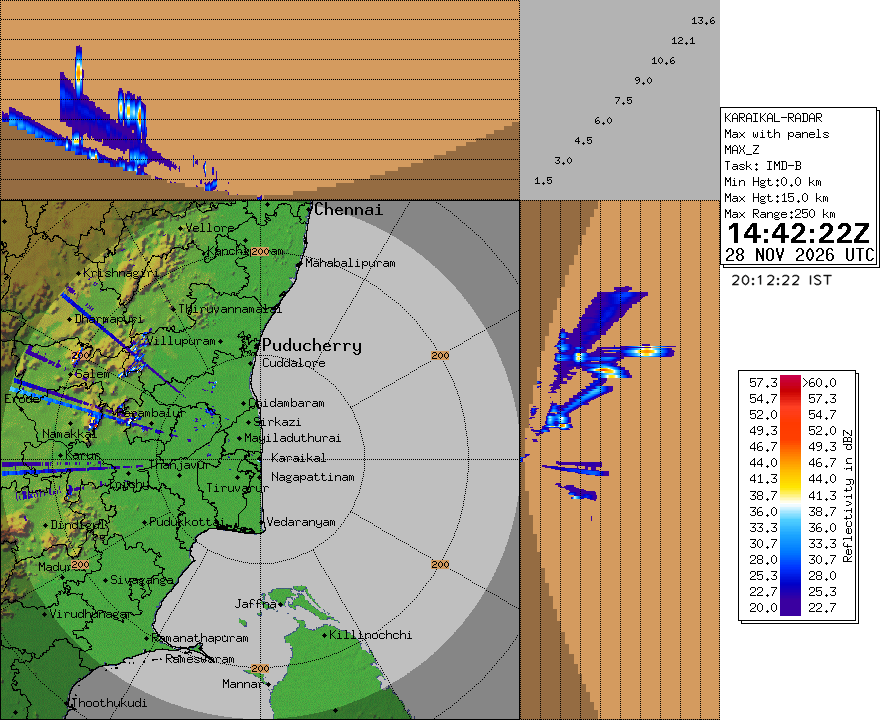 13.6
12.1
10.6
9.0
7.5
6.0
4.5
3.0
1.5
KARAIKAL-RADAR
Max with panels
MAX_Z
Task: IMD-B
Min Hgt:0.0 km
Max Hgt:15.0 km
Max Range:250 km
14:42:22Z
28 NOV 2026 UTC
20:12:22 IST
Chennai
Vellore
200
Mahabalipuram
Krishnagiri
Thiruvannamalai
Dharmapuri
Villupuram
Puducherry
200
200
Cuddalore
Salem
Erode
Chidambaram
Sirkazi
Namakkal
Mayiladuthurai
Karur
Thanjavur
Karaikal
Nagapattinam
Tiruvarur
Dindigul
Pudukkottai
Vedaranyam
200
200
Sivaganga
Jaffna
Virudhunagar
Killinochchi
Ramanathapuram
Rameswaram
200
Mannar
Thoothukudi
57.3 >60.0
54.7 57.3
52.0 54.7
49.3 52.0
46.7 49.3
44.0 46.7
41.3 44.0
38.7 41.3
36.0 38.7
33.3 36.0
30.7 33.3
28.0 30.7
25.3 28.0
22.7 25.3
20.0 22.7
Reflectivity in dBZ